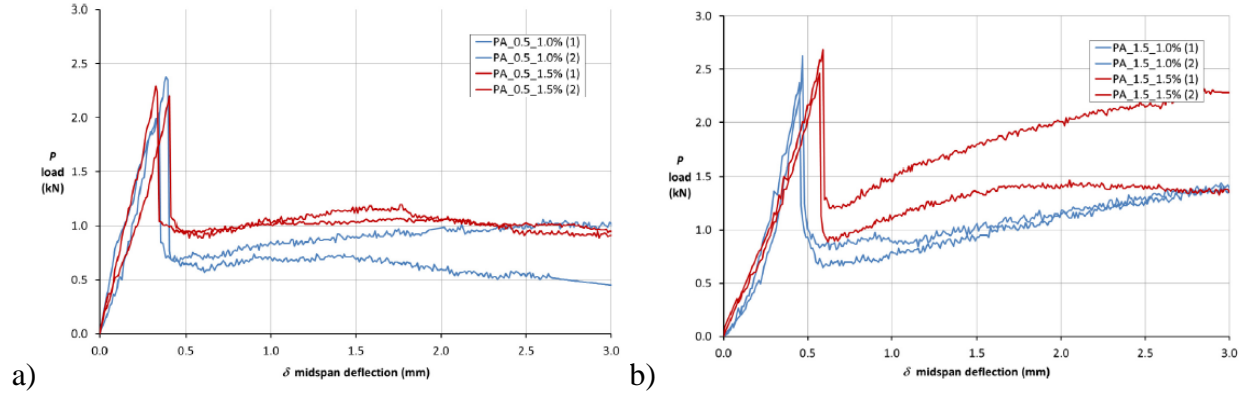 3.0
2.5
2.0
1.5
1.0
0.5
0.0
P
load
(kN)
PA_0.5_1.0% (1)
PA_0.5_1.0% (2)
PA_0.5_1.5% (1)
PA_0.5_1.5% (2)
0.0 0.5 1.0 1.5 2.0 2.5 3.0
δ midspan deflection (mm)
a)
3.0
2.5
2.0
1.5
1.0
0.5
0.0
P
load
(kN)
PA_1.5_1.0% (1)
PA_1.5_1.0% (2)
PA_1.5_1.5% (1)
PA_1.5_1.5% (2)
0.0 0.5 1.0 1.5 2.0 2.5 3.0
δ midspan deflection (mm)
b)